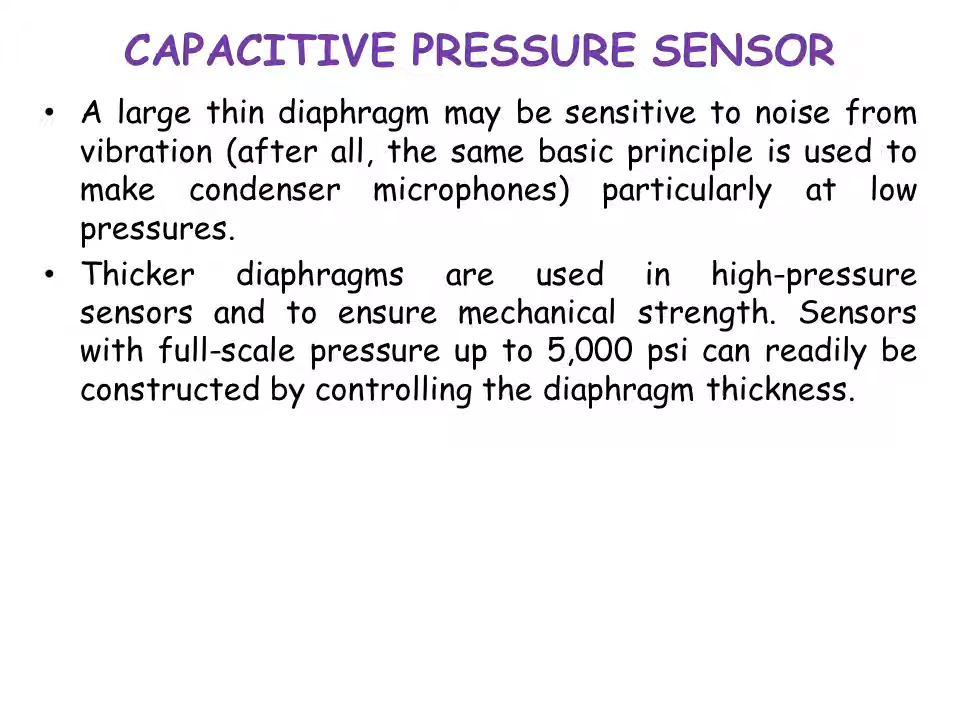 CAPACITIVE PRESSURE SENSOR
• A large thin diaphragm may be sensitive to noise from
vibration (after all, the same basic principle is used to
make condenser microphones) particularly at low
pressures.
• Thicker diaphragms are used in high-pressure
sensors and to ensure mechanical strength. Sensors
with full-scale pressure up to 5,000 psi can readily be
constructed by controlling the diaphragm thickness.